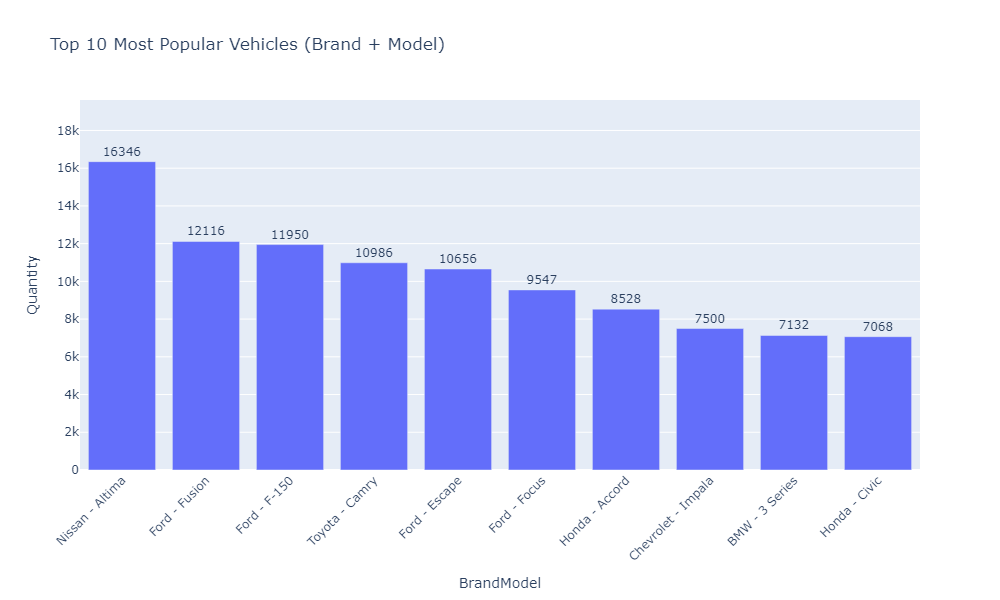 Top 10 Most Popular Vehicles (Brand + Model)
Quantity
18k
16k
14k
12k
10k
8k
6k
4k
2k
0
16346
12116
11950
10986
10656
9547
8528
7500
7132
7068
Nissan - Altima
Ford - Fusion
Ford - F-150
Toyota - Camry
Ford - Escape
Ford - Focus
Honda - Accord
Chevrolet - Impala
BMW - 3 Series
Honda - Civic
BrandModel